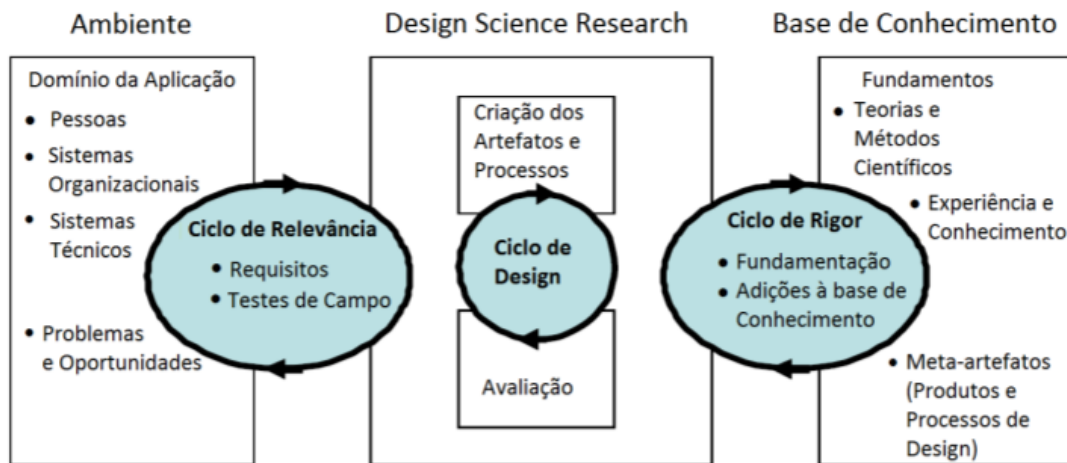 Ambiente
Design Science Research
Base de Conhecimento
Domínio da Aplicação
• Pessoas
• Sistemas
Organizacionais
• Sistemas
Técnicos
• Problemas
e Oportunidades
Ciclo de Relevância
• Requisitos
• Testes de Campo
Criação dos
Artefatos e
Processos
Ciclo de
Design
Avaliação
Ciclo de Rigor
• Fundamentação
• Adições à base de
Conhecimento
Fundamentos
• Teorias e
Métodos
Científicos
• Experiência e
Conhecimento
• Meta-artefatos
(Produtos e
Processos de
Design)